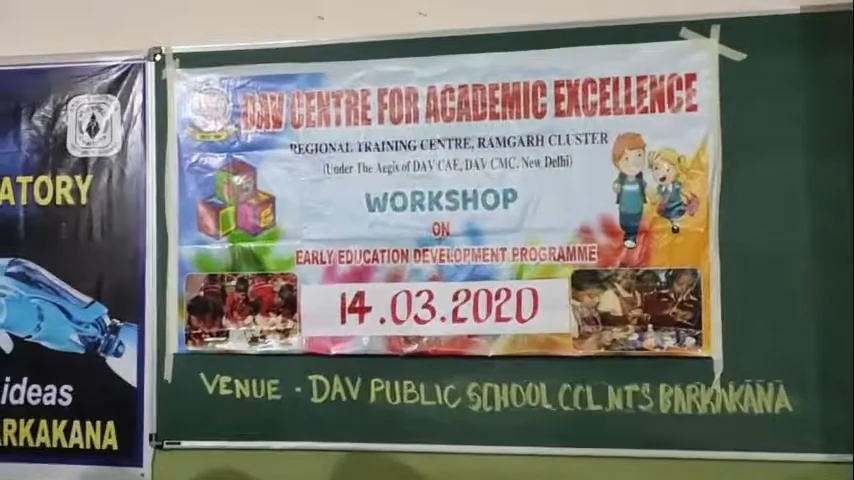 DAV CENTRE FOR ACADEMIC EXCELLENCE
REGIONAL TRAINING CENTRE, RAMGARH CLUSTER
(Under The Aegis of DAV CAE, DAV CMC, New Delhi)
WORKSHOP
ON
EARLY EDUCATION DEVELOPMENT PROGRAMME
14.03.2020
VENUE - DAV PUBLIC SCHOOL CCL NTS BARKAKANA
ATORY
ideas
ARKAKANA